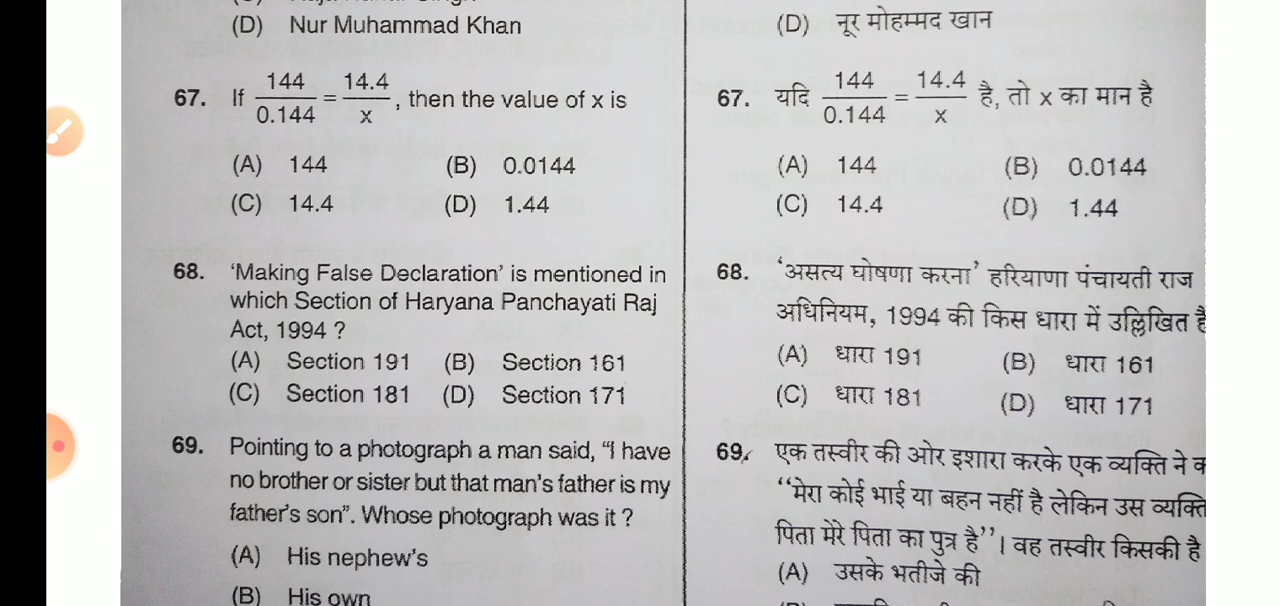 (D) Nur Muhammad Khan
67. If 144/0.144 = 14.4/x, then the value of x is
(A) 144 (B) 0.0144
(C) 14.4 (D) 1.44
68. ‘Making False Declaration’ is mentioned in
which Section of Haryana Panchayati Raj
Act, 1994 ?
(A) Section 191 (B) Section 161
(C) Section 181 (D) Section 171
69. Pointing to a photograph a man said, “I have
no brother or sister but that man's father is my
father's son”. Whose photograph was it ?
(A) His nephew's
(B) His own
(D) नूर मोहम्मद खान
67. यदि 144/0.144 = 14.4/x है, तो x का मान है
(A) 144 (B) 0.0144
(C) 14.4 (D) 1.44
68. ‘असत्य घोषणा करना’ हरियाणा पंचायती राज
अधिनियम, 1994 की किस धारा में उल्लिखित है
(A) धारा 191 (B) धारा 161
(C) धारा 181 (D) धारा 171
69. एक तस्वीर की ओर इशारा करके एक व्यक्ति ने
‘‘मेरा कोई भाई या बहन नहीं है लेकिन उस व्यक्ति
पिता मेरे पिता का पुत्र है’’। वह तस्वीर किसकी है
(A) उसके भतीजे की